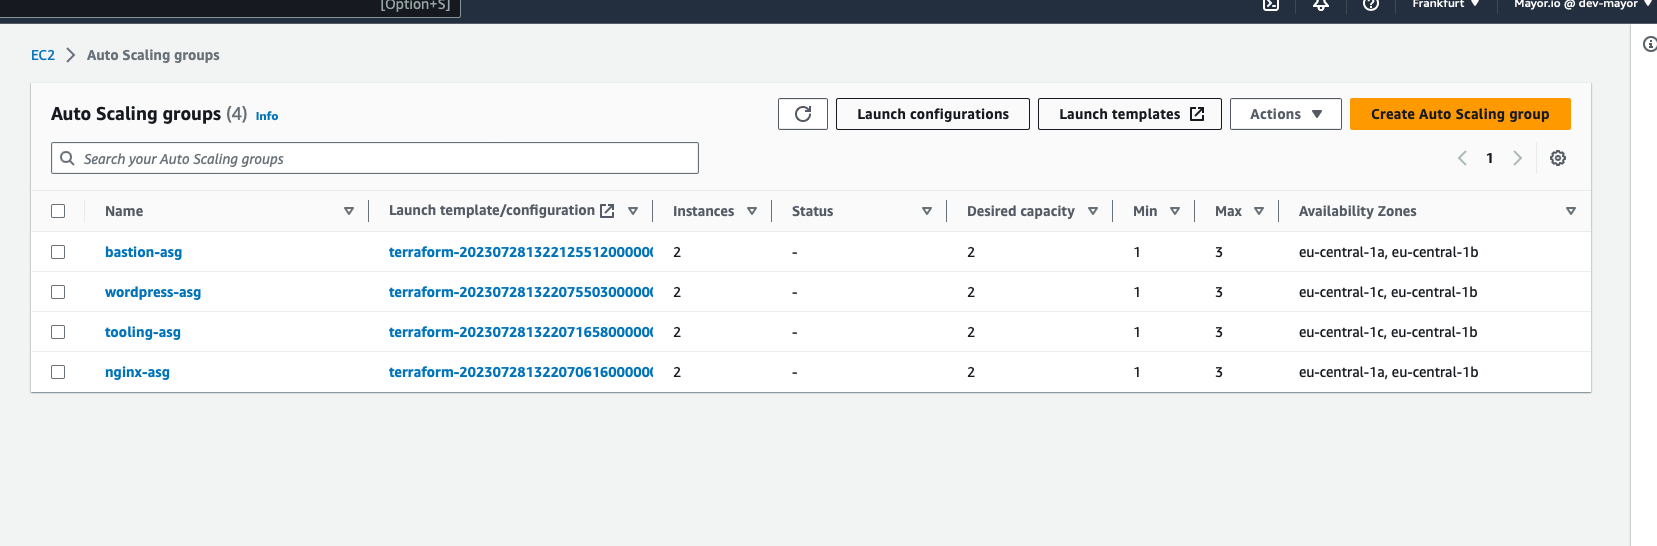 [Option+S]
Frankfurt
Mayor.io @ dev-mayor
EC2 Auto Scaling groups
Auto Scaling groups (4) Info
Launch configurations
Launch templates
Actions
Create Auto Scaling group
Search your Auto Scaling groups
1
Name Launch template/configuration Instances Status Desired capacity Min Max Availability Zones
bastion-asg terraform-20230728132212551200000 2 - 2 1 3 eu-central-1a, eu-central-1b
wordpress-asg terraform-20230728132207550300000 2 - 2 1 3 eu-central-1c, eu-central-1b
tooling-asg terraform-20230728132207165800000 2 - 2 1 3 eu-central-1c, eu-central-1b
nginx-asg terraform-20230728132207061600000 2 - 2 1 3 eu-central-1a, eu-central-1b